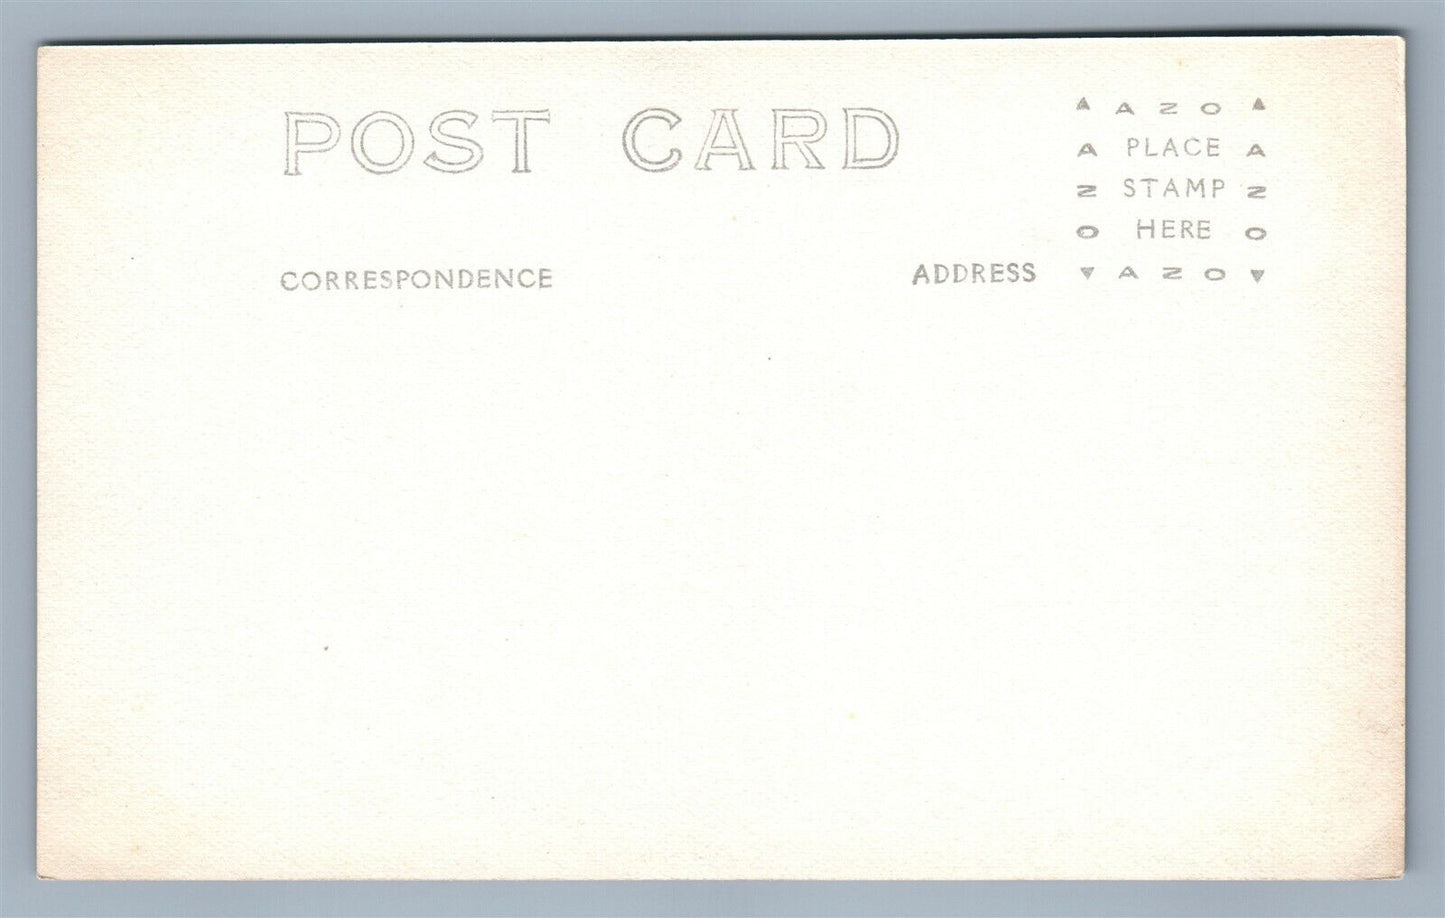 POST CARD
CORRESPONDENCE
ADDRESS
▲ A Z O ▲
A PLACE A
Z STAMP Z
O HERE O
▼ A Z O ▼